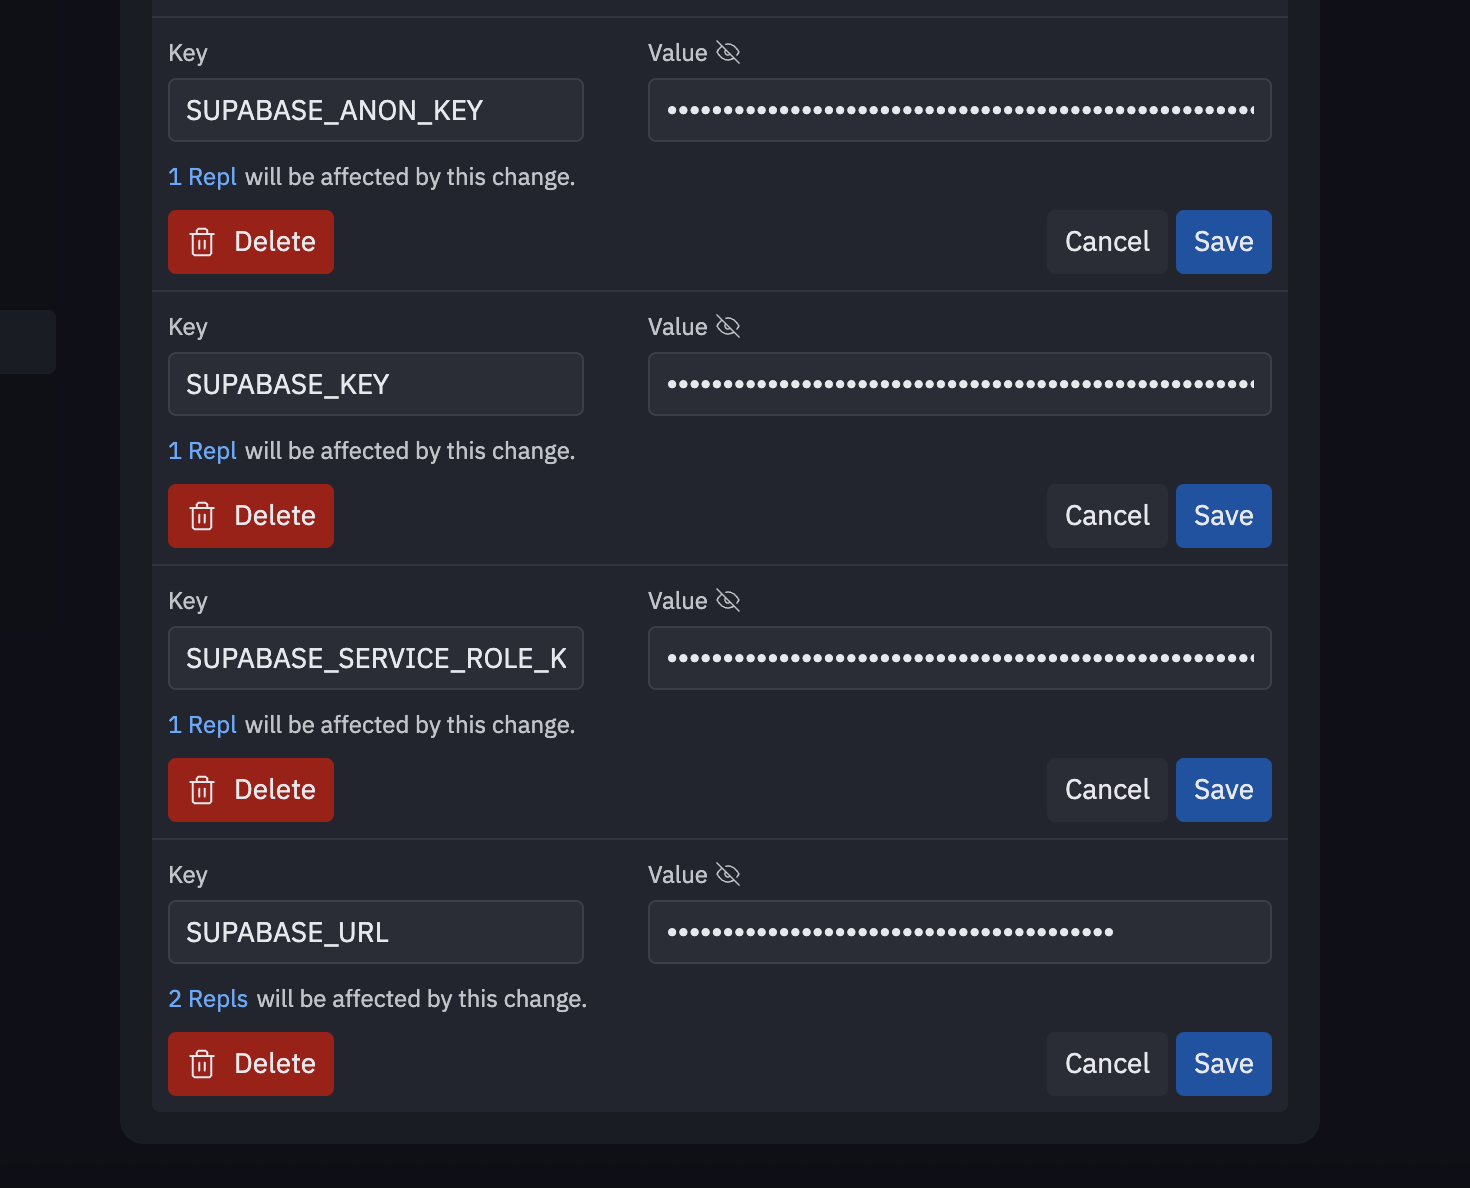 Key Value
SUPABASE_ANON_KEY ••••••••••••••••••••••••••••••••••••••••••••••••••••
1 Repl will be affected by this change.
Delete Cancel Save
Key Value
SUPABASE_KEY ••••••••••••••••••••••••••••••••••••••••••••••••••••
1 Repl will be affected by this change.
Delete Cancel Save
Key Value
SUPABASE_SERVICE_ROLE_K ••••••••••••••••••••••••••••••••••••••••••••••••••••
1 Repl will be affected by this change.
Delete Cancel Save
Key Value
SUPABASE_URL ••••••••••••••••••••••••••••••••••••••••
2 Repls will be affected by this change.
Delete Cancel Save